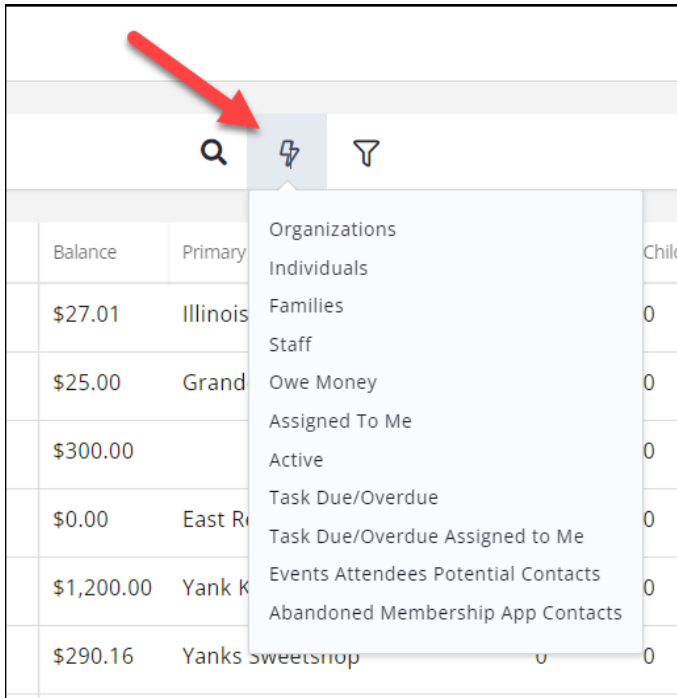 Balance Primary Chil
Organizations
Individuals
Families
Staff
Owe Money
Assigned To Me
Active
Task Due/Overdue
Task Due/Overdue Assigned to Me
Events Attendees Potential Contacts
Abandoned Membership App Contacts
$27.01 Illinois 0
$25.00 Grand 0
$300.00 0
$0.00 East R 0
$1,200.00 Yank K 0
$290.16 Yanks Sweetshop 0 0